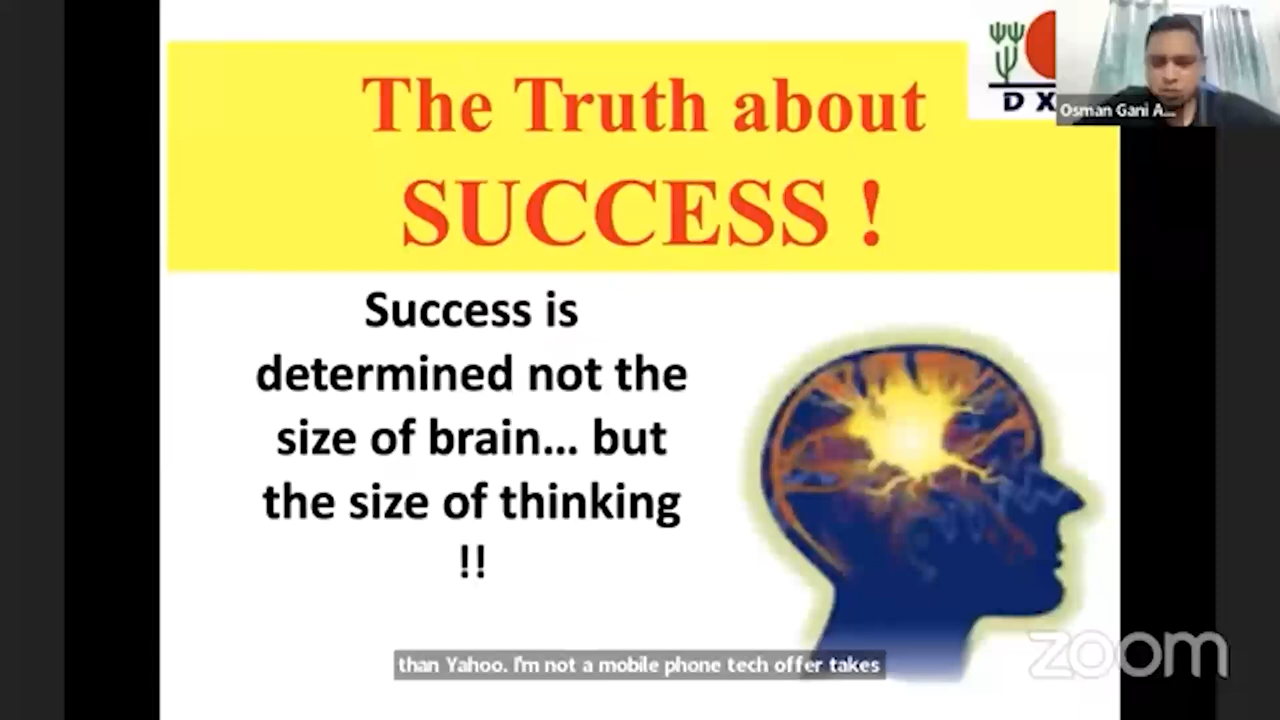 The Truth about
SUCCESS !
D X
Osman Gani A...
Success is
determined not the
size of brain... but
the size of thinking
!!
than Yahoo. I'm not a mobile phone tech offer takes
zoom